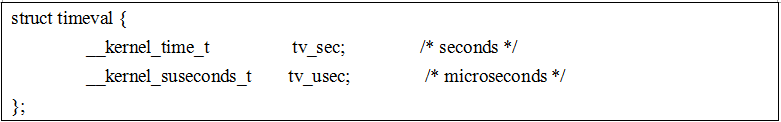 struct timeval {
__kernel_time_t tv_sec; /* seconds */
__kernel_suseconds_t tv_usec; /* microseconds */
};